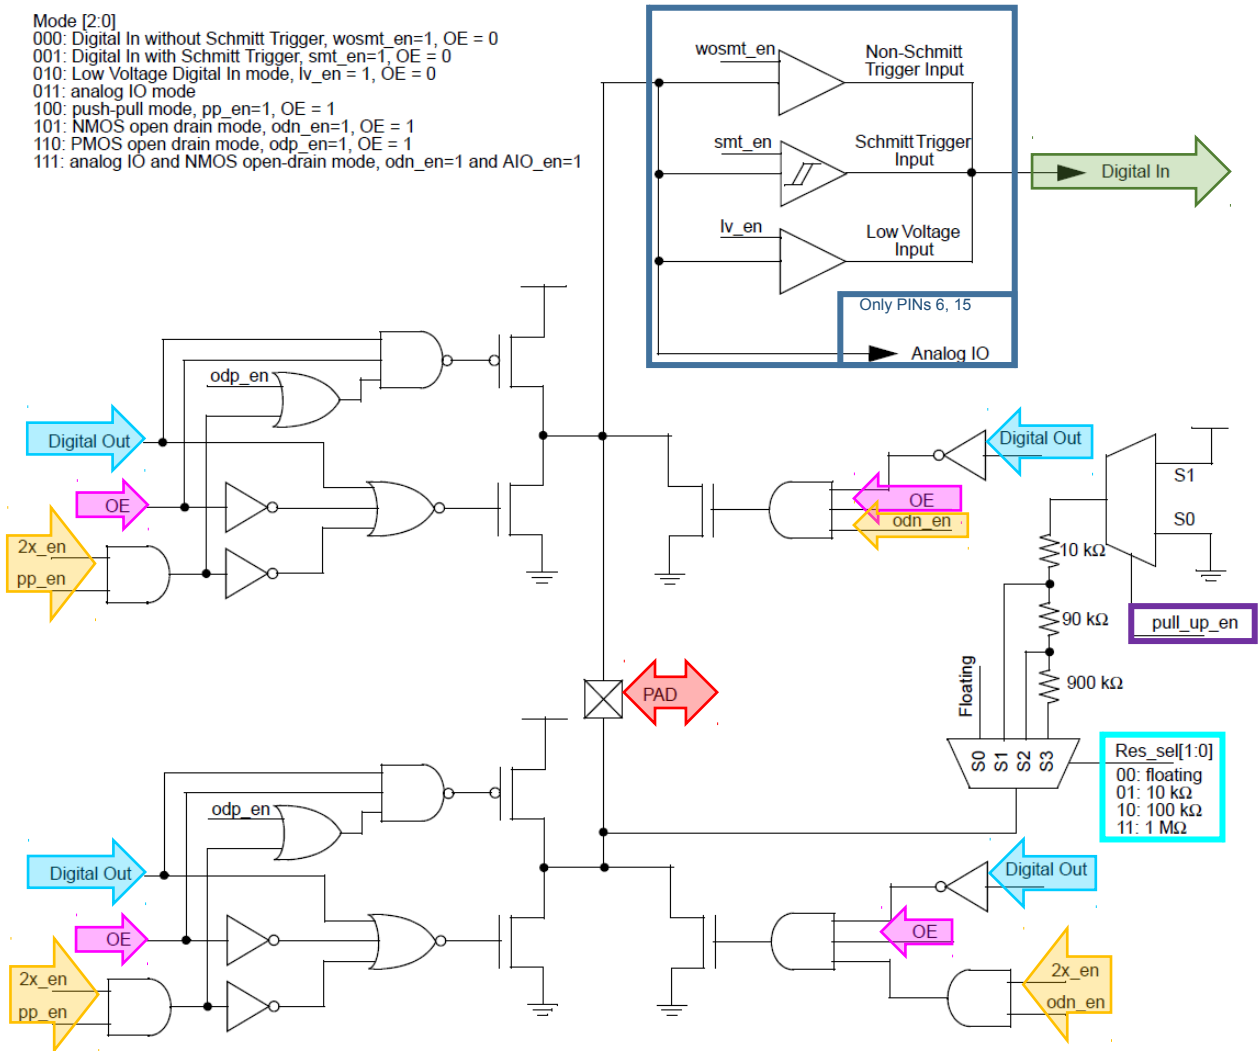 Mode [2:0]
000: Digital In without Schmitt Trigger, wosmt_en=1, OE = 0
001: Digital In with Schmitt Trigger, smt_en=1, OE = 0
010: Low Voltage Digital In mode, lv_en = 1, OE = 0
011: analog IO mode
100: push-pull mode, pp_en=1, OE = 1
101: NMOS open drain mode, odn_en=1, OE = 1
110: PMOS open drain mode, odp_en=1, OE = 1
111: analog IO and NMOS open-drain mode, odn_en=1 and AIO_en=1
wosmt_en
Non-Schmitt
Trigger Input
smt_en
Schmitt Trigger
Input
Digital In
lv_en
Low Voltage
Input
Only PINs 6, 15
Analog IO
odp_en
Digital Out
OE
2x_en
pp_en
Digital Out
OE
odn_en
S1
S0
10 kΩ
90 kΩ
900 kΩ
pull_up_en
PAD
Floating
S0
S1
S2
S3
Res_sel[1:0]
00: floating
01: 10 kΩ
10: 100 kΩ
11: 1 MΩ
odp_en
Digital Out
OE
2x_en
pp_en
Digital Out
OE
2x_en
odn_en